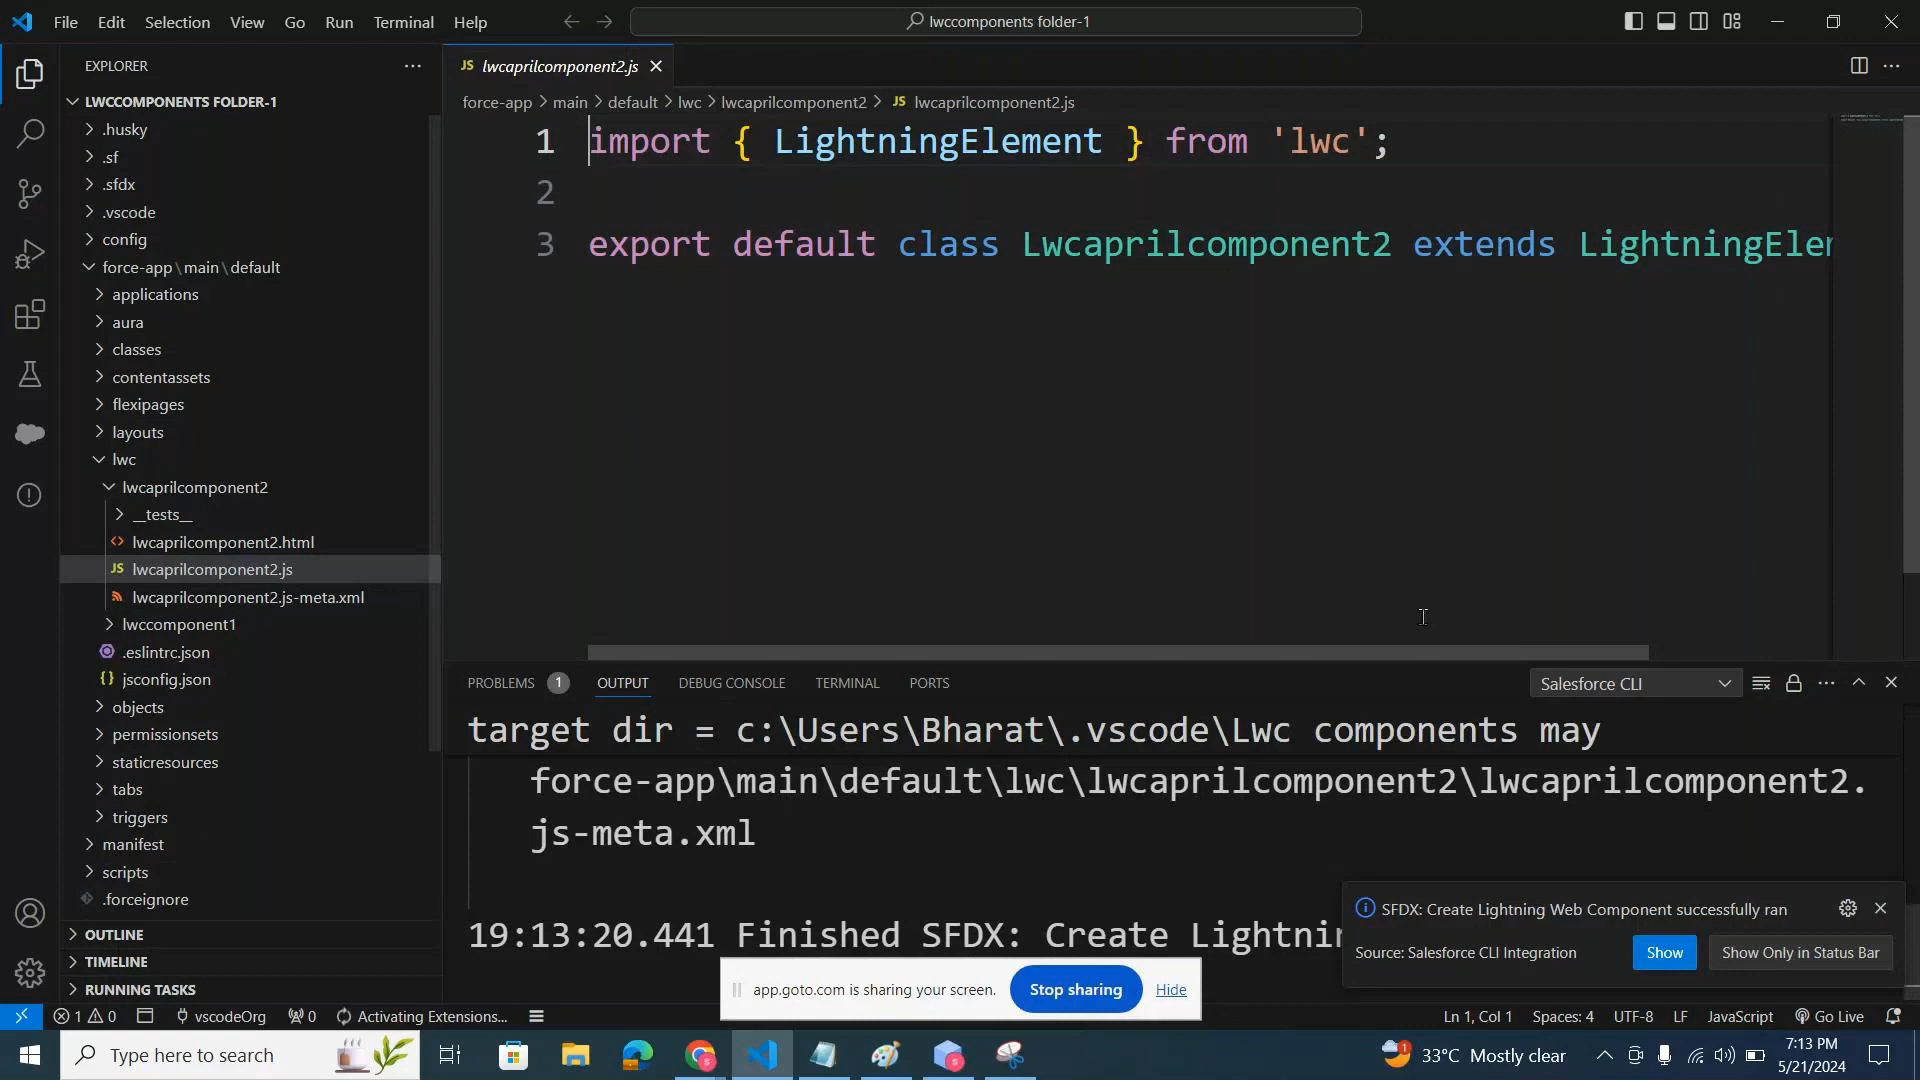 File Edit Selection View Go Run Terminal Help
lwccomponents folder-1
EXPLORER
LWCCOMPONENTS FOLDER-1
.husky
.sf
.sfdx
.vscode
config
force-app\main\default
applications
aura
classes
contentassets
flexipages
layouts
lwc
lwcaprilcomponent2
__tests__
lwcaprilcomponent2.html
lwcaprilcomponent2.js
lwcaprilcomponent2.js-meta.xml
lwccomponent1
.eslintrc.json
jsconfig.json
objects
permissionsets
staticresources
tabs
triggers
manifest
scripts
.forceignore
OUTLINE
TIMELINE
RUNNING TASKS
JS lwcaprilcomponent2.js
force-app > main > default > lwc > lwcaprilcomponent2 > JS lwcaprilcomponent2.js
1 import { LightningElement } from 'lwc';
2
3 export default class Lwcaprilcomponent2 extends LightningElem
PROBLEMS 1 OUTPUT DEBUG CONSOLE TERMINAL PORTS
Salesforce CLI
target dir = c:\Users\Bharat\.vscode\Lwc components may
force-app\main\default\lwc\lwcaprilcomponent2\lwcaprilcomponent2.
js-meta.xml
19:13:20.441 Finished SFDX: Create Lightnin
SFDX: Create Lightning Web Component successfully ran
Source: Salesforce CLI Integration
Show
Show Only in Status Bar
app.goto.com is sharing your screen.
Stop sharing
Hide
1 0 vscodeOrg 0 Activating Extensions...
Ln 1, Col 1 Spaces: 4 UTF-8 LF JavaScript Go Live
Type here to search
33°C Mostly clear
7:13 PM
5/21/2024